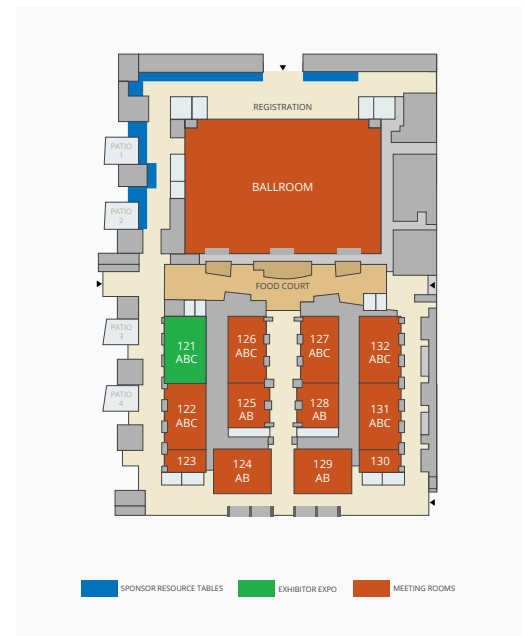 REGISTRATION
PATIO
1
BALLROOM
PATIO
2
FOOD COURT
PATIO
3
121
ABC
126
ABC
127
ABC
132
ABC
PATIO
4
122
ABC
125
AB
128
AB
131
ABC
123
124
AB
129
AB
130
SPONSOR RESOURCE TABLES
EXHIBITOR EXPO
MEETING ROOMS